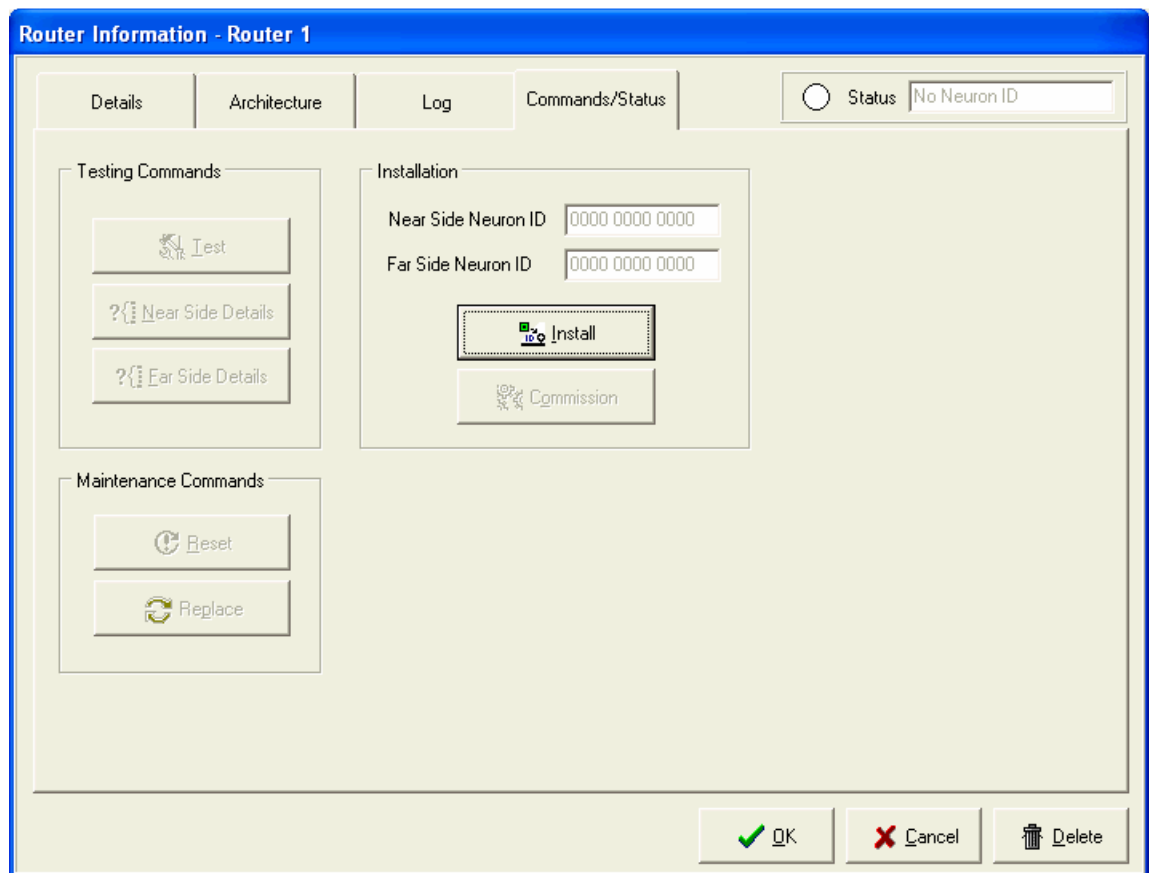 Router Information - Router 1
Details Architecture Log Commands/Status
Status No Neuron ID
Testing Commands
Test
?{ Near Side Details
?{ Far Side Details
Installation
Near Side Neuron ID 0000 0000 0000
Far Side Neuron ID 0000 0000 0000
ID Install
Commission
Maintenance Commands
Reset
Replace
OK Cancel Delete